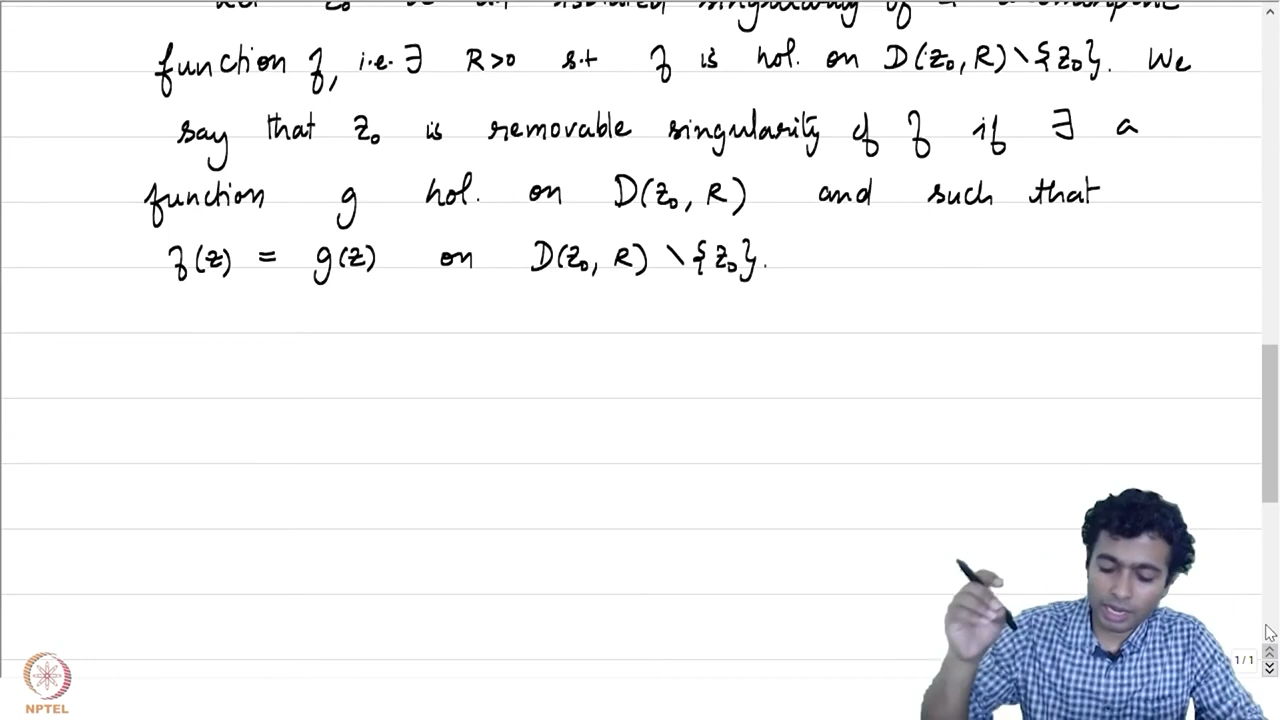 function f, i.e. ∃ R>0 s.t f is hol. on D(z₀, R) \ {z₀}. We
say that z₀ is removable singularity of f if ∃ a
function g hol. on D(z₀, R) and such that
f(z) = g(z) on D(z₀, R) \ {z₀}.
1/1
NPTEL